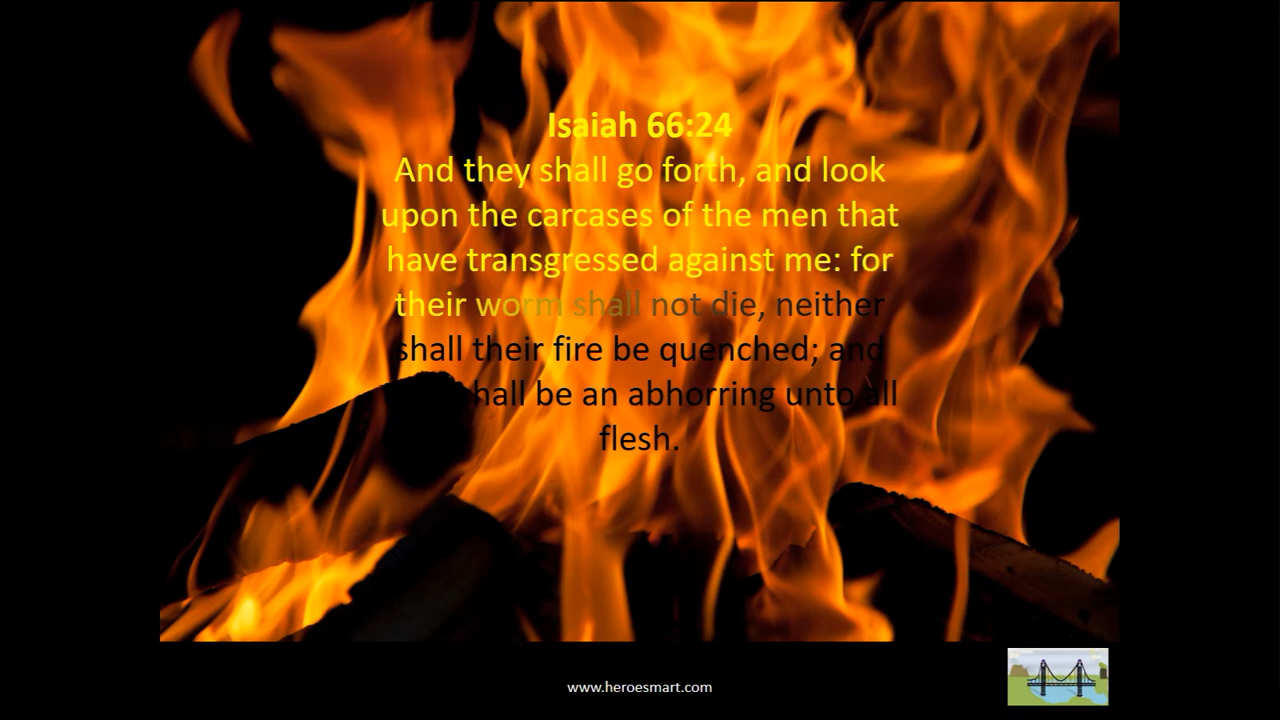 Isaiah 66:24
And they shall go forth, and look
upon the carcases of the men that
have transgressed against me: for
their worm shall not die, neither
shall their fire be quenched; and
shall be an abhorring unto all
flesh.
www.heroesmart.com